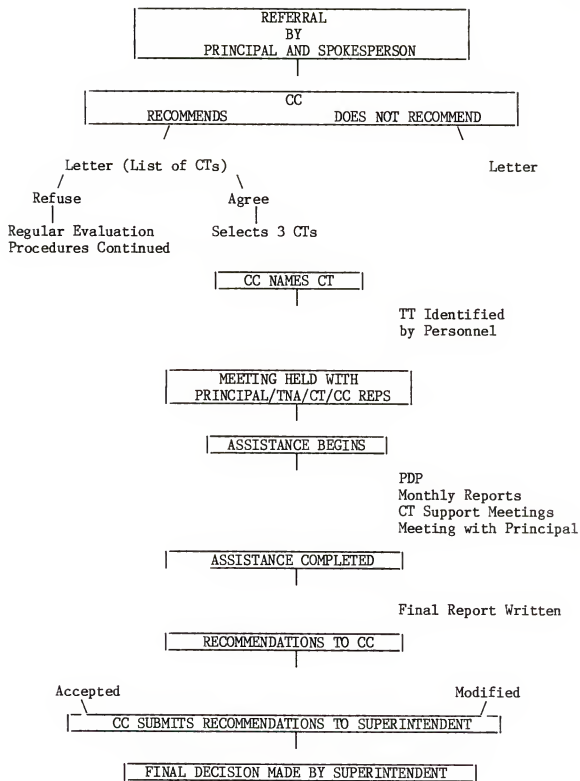 REFERRAL
BY
PRINCIPAL AND SPOKESPERSON
CC
RECOMMENDS DOES NOT RECOMMEND
Letter (List of CTs) Letter
Refuse Agree
Regular Evaluation Selects 3 CTs
Procedures Continued
CC NAMES CT
TT Identified
by Personnel
MEETING HELD WITH
PRINCIPAL/TNA/CT/CC REPS
ASSISTANCE BEGINS
PDP
Monthly Reports
CT Support Meetings
Meeting with Principal
ASSISTANCE COMPLETED
Final Report Written
RECOMMENDATIONS TO CC
Accepted Modified
CC SUBMITS RECOMMENDATIONS TO SUPERINTENDENT
FINAL DECISION MADE BY SUPERINTENDENT